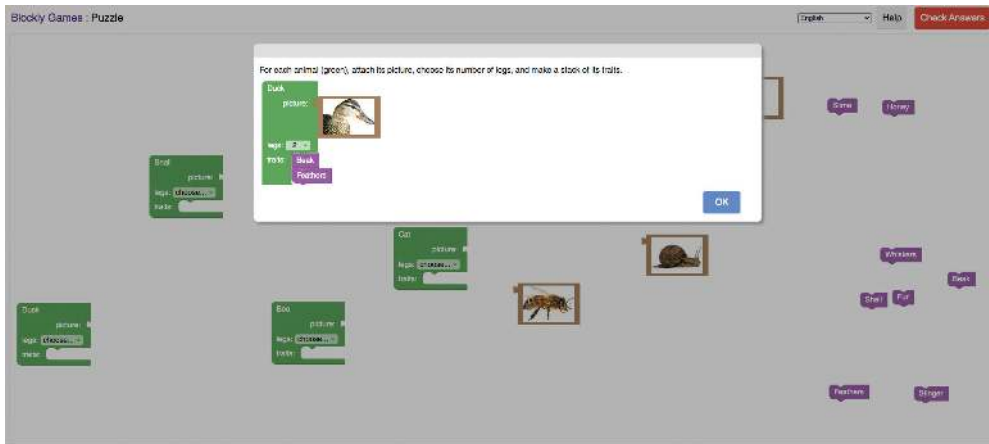 Blockly Games : Puzzle
English
Help
Check Answers
For each animal (green), attach its picture, choose its number of legs, and make a stack of its traits.
Duck
picture:
legs: 2
traits: Beak
Feathers
OK
Slime
Honey
Snail
picture:
legs: choose...
traits:
Cat
picture:
legs: choose...
traits:
Whiskers
Beak
Shell
Fur
Duck
picture:
legs: choose...
traits:
Bee
picture:
legs: choose...
traits:
Feathers
Stinger